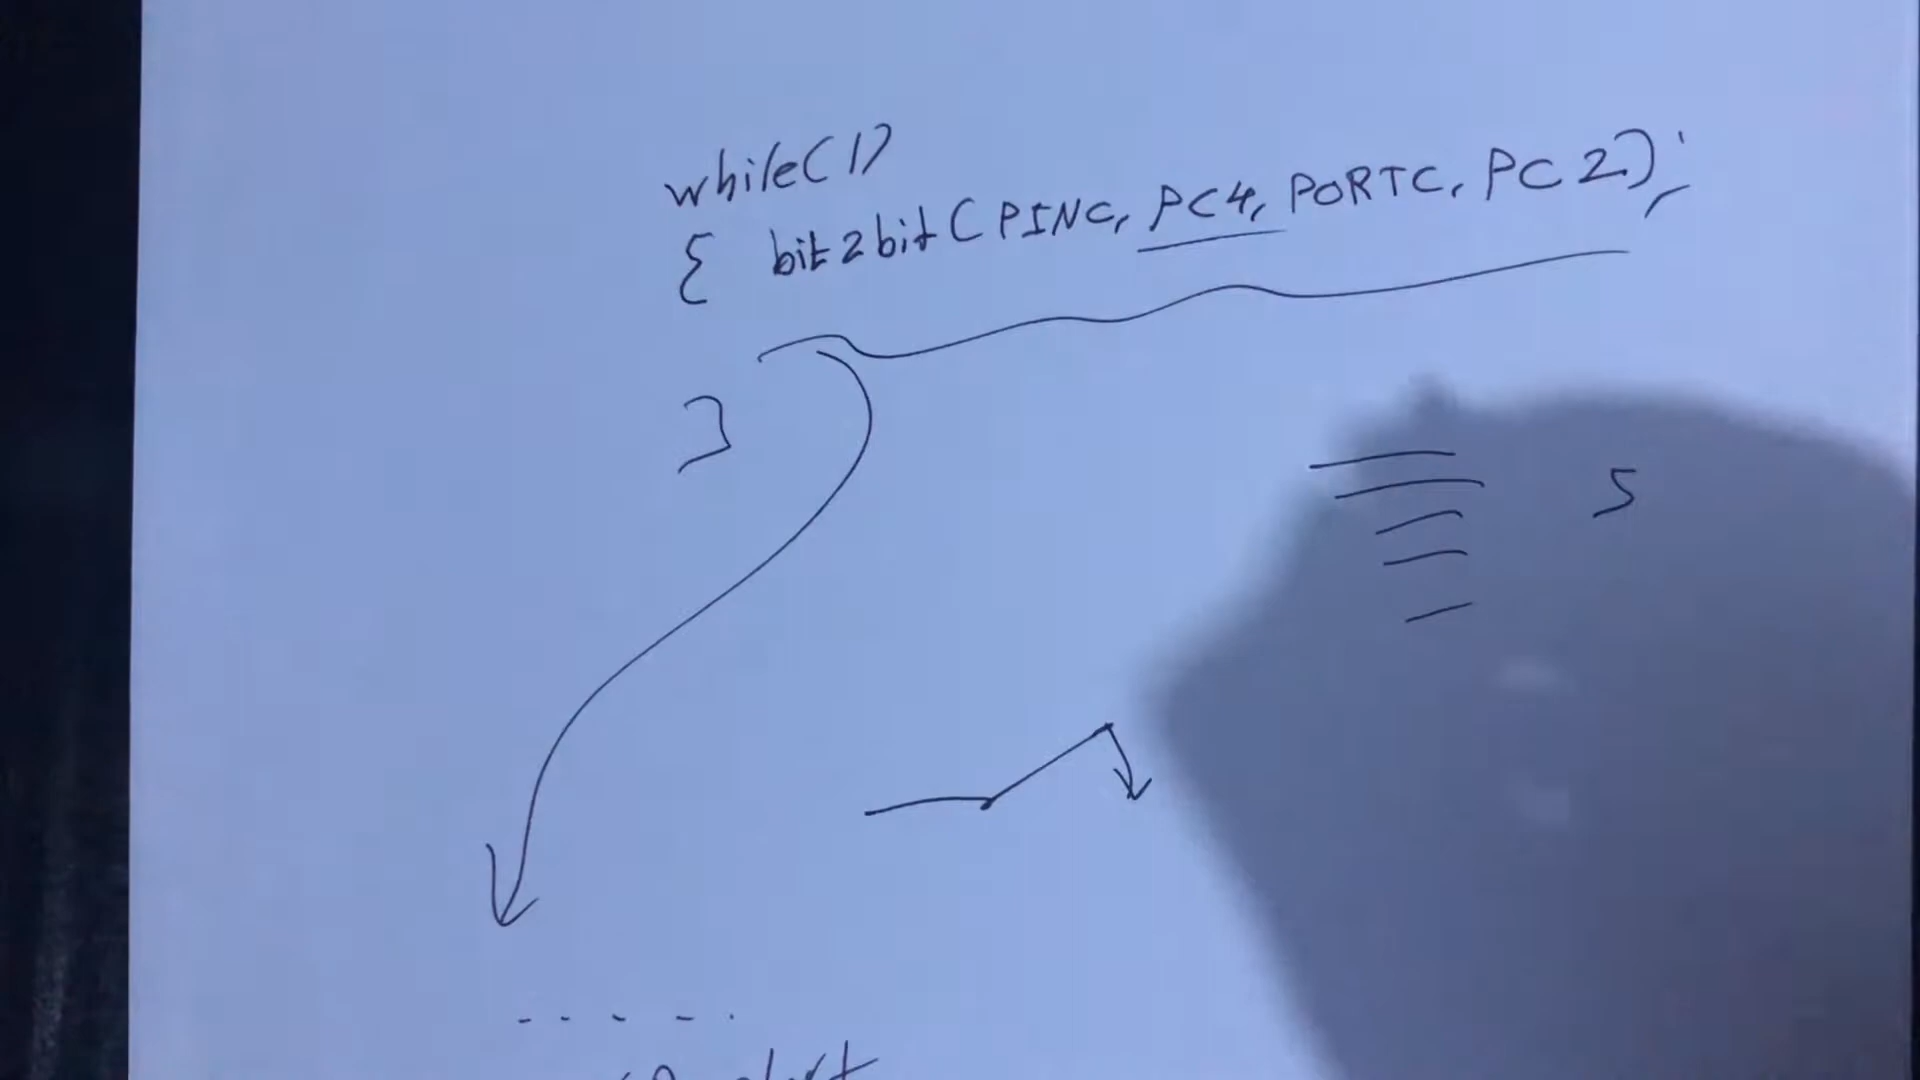 while(1)
{ bit2bit(PINC, PC4, PORTC, PC2);
}
5